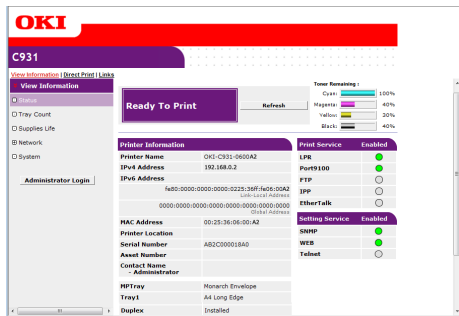 OKI
C931
View Information | Direct Print | Links
View Information
Status
Tray Count
Supplies Life
Network
System
Administrator Login
Ready To Print
Refresh
Toner Remaining :
Cyan: 100%
Magenta: 40%
Yellow: 30%
Black: 40%
Printer Information
Printer Name OKI-C931-0600A2
IPv4 Address 192.168.0.2
IPv6 Address
fe80:0000:0000:0000:0225:36ff:fe06:00A2
Link-Local Address
0000:0000:0000:0000:0000:0000:0000:0000
Global Address
MAC Address 00:25:36:06:00:A2
Printer Location
Serial Number AB2C000018A0
Asset Number
Contact Name
- Administrator
MPTray Monarch Envelope
Tray1 A4 Long Edge
Duplex Installed
Print Service Enabled
LPR
Port9100
FTP
IPP
EtherTalk
Setting Service Enabled
SNMP
WEB
Telnet